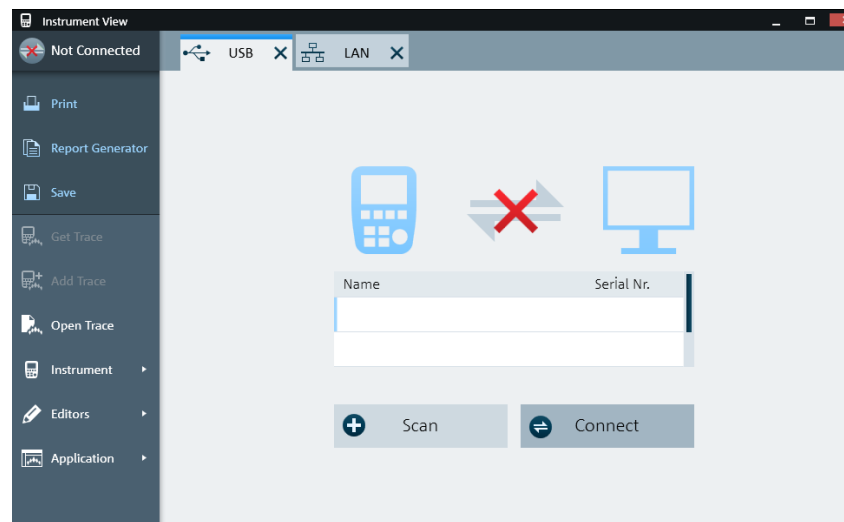 Instrument View
Not Connected
USB
LAN
Print
Report Generator
Save
Get Trace
Add Trace
Open Trace
Instrument
Editors
Application
Name Serial Nr.
Scan
Connect